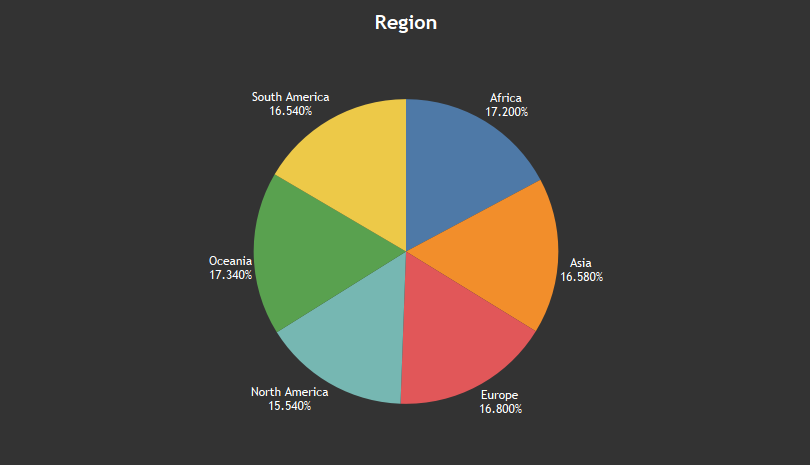 Region
South America
16.540%
Africa
17.200%
Oceania
17.340%
Asia
16.580%
North America
15.540%
Europe
16.800%